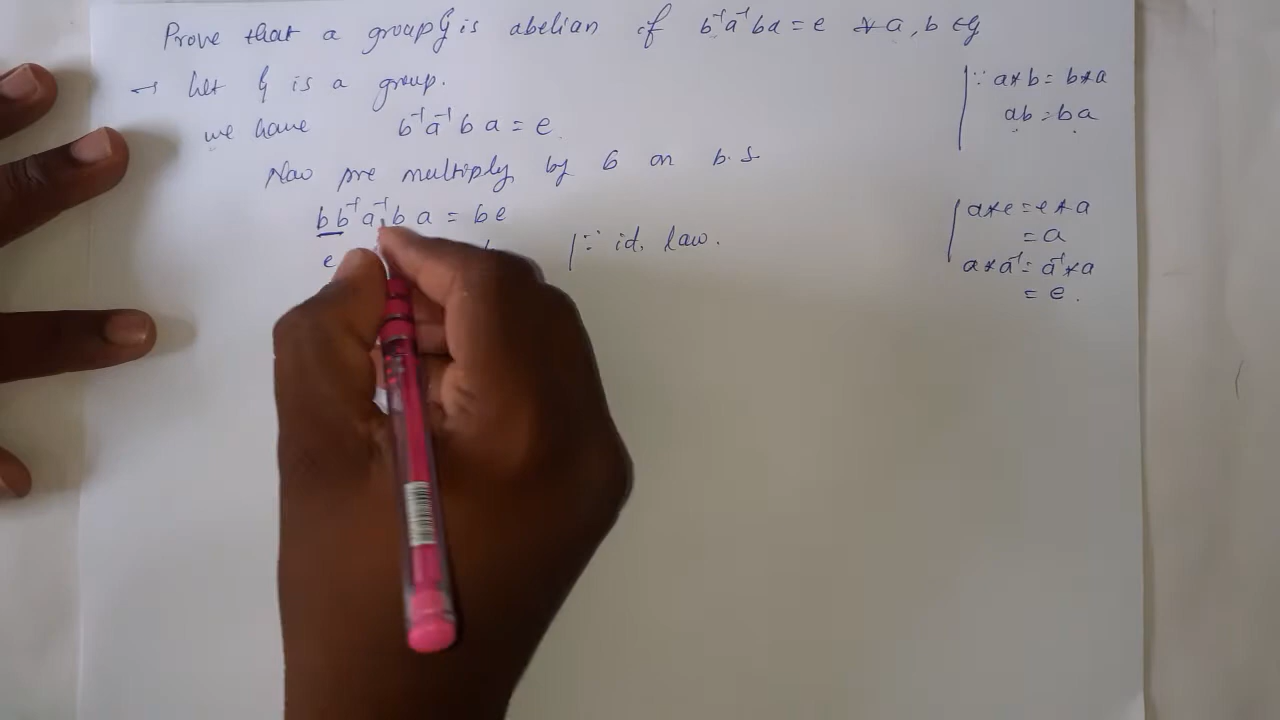 Prove that a group G is abelian if b⁻¹a⁻¹ba = e ∀ a, b ∈ G
→ Let G is a group.
we have b⁻¹a⁻¹ b a = e.
Now pre multiply by b on b.s
b b⁻¹a⁻¹b a = b e
e
∵ id. law.
∵ a*b = b*a
ab = ba
a*e = e*a
= a
a*a⁻¹ = a⁻¹*a
= e.